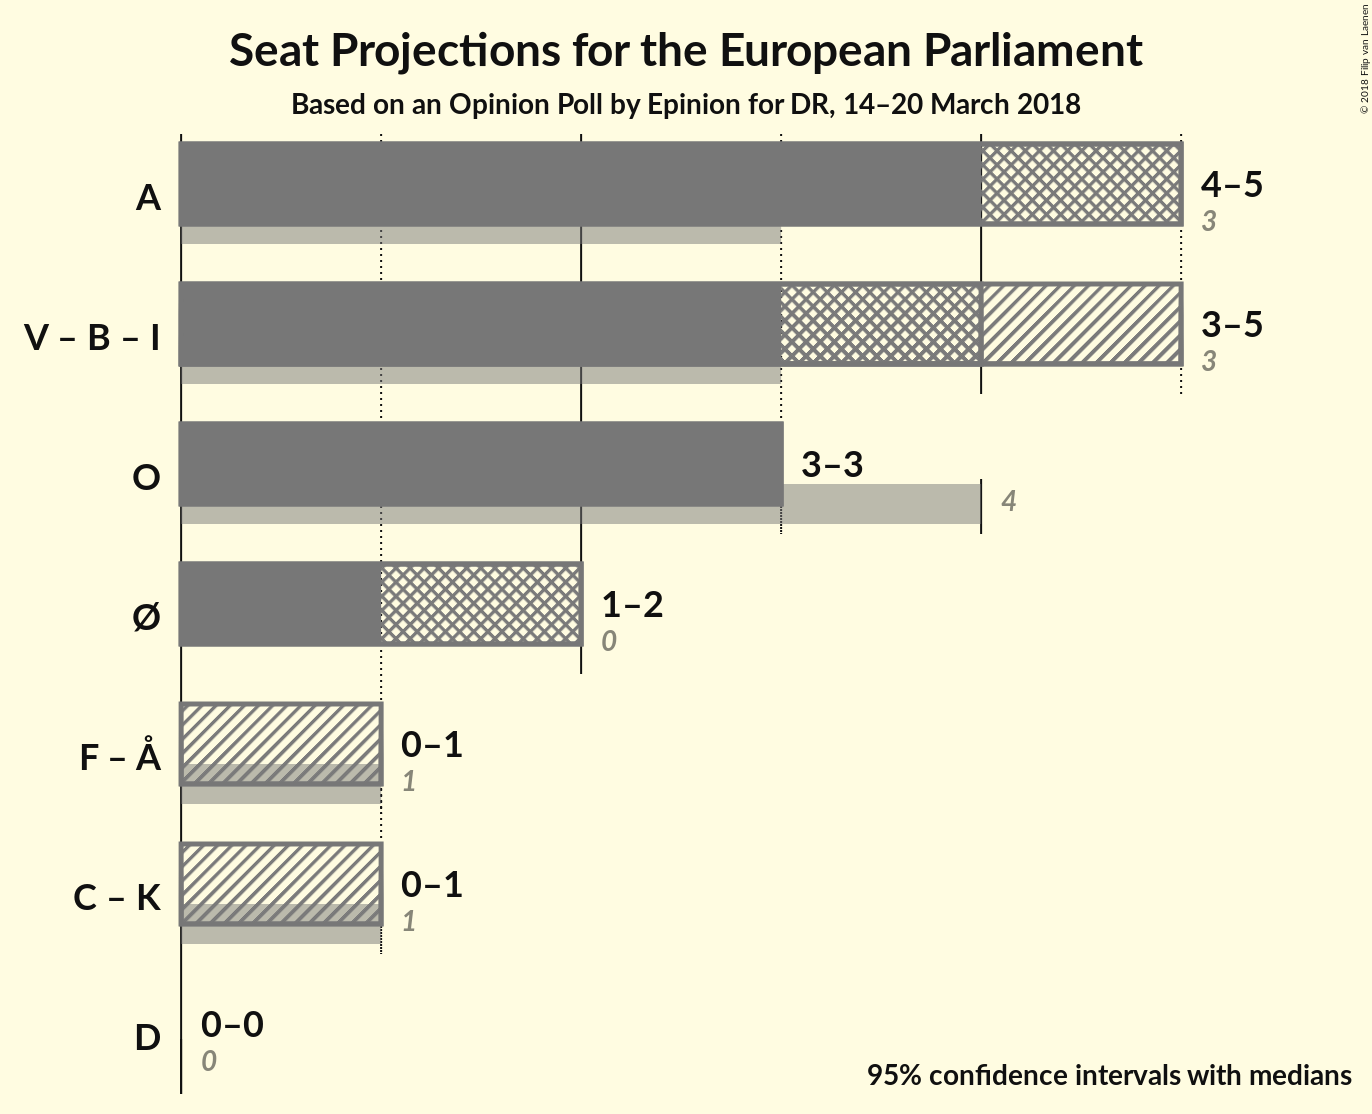 Seat Projections for the European Parliament
Based on an Opinion Poll by Epinion for DR, 14–20 March 2018
© 2018 Filip van Laenen
A
4–5
3
V – B – I
3–5
3
O
3–3
4
Ø
1–2
0
F – Å
0–1
1
C – K
0–1
1
D
0–0
0
95% confidence intervals with medians